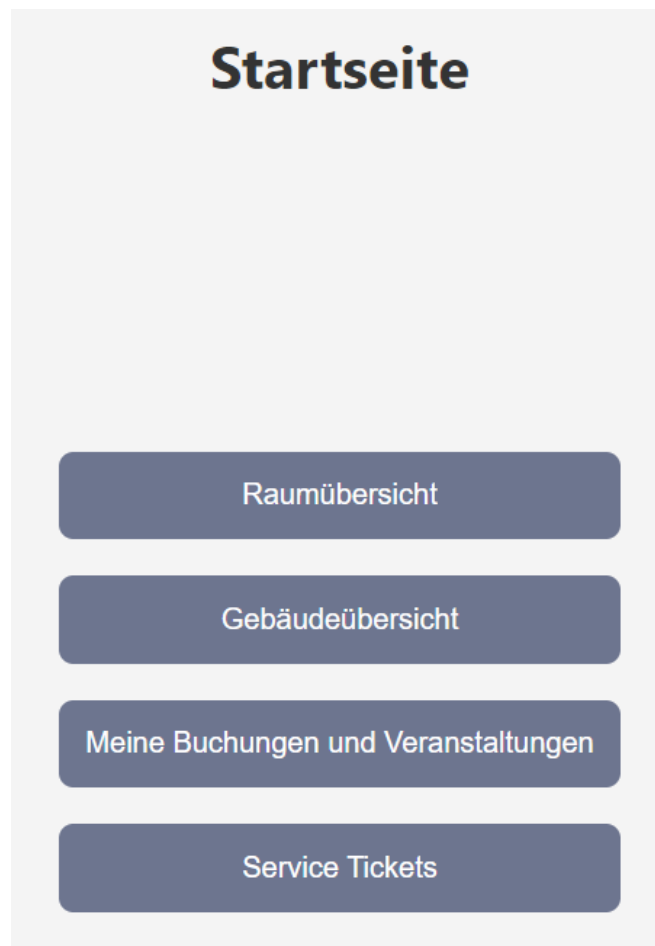 Startseite
Raumübersicht
Gebäudeübersicht
Meine Buchungen und Veranstaltungen
Service Tickets